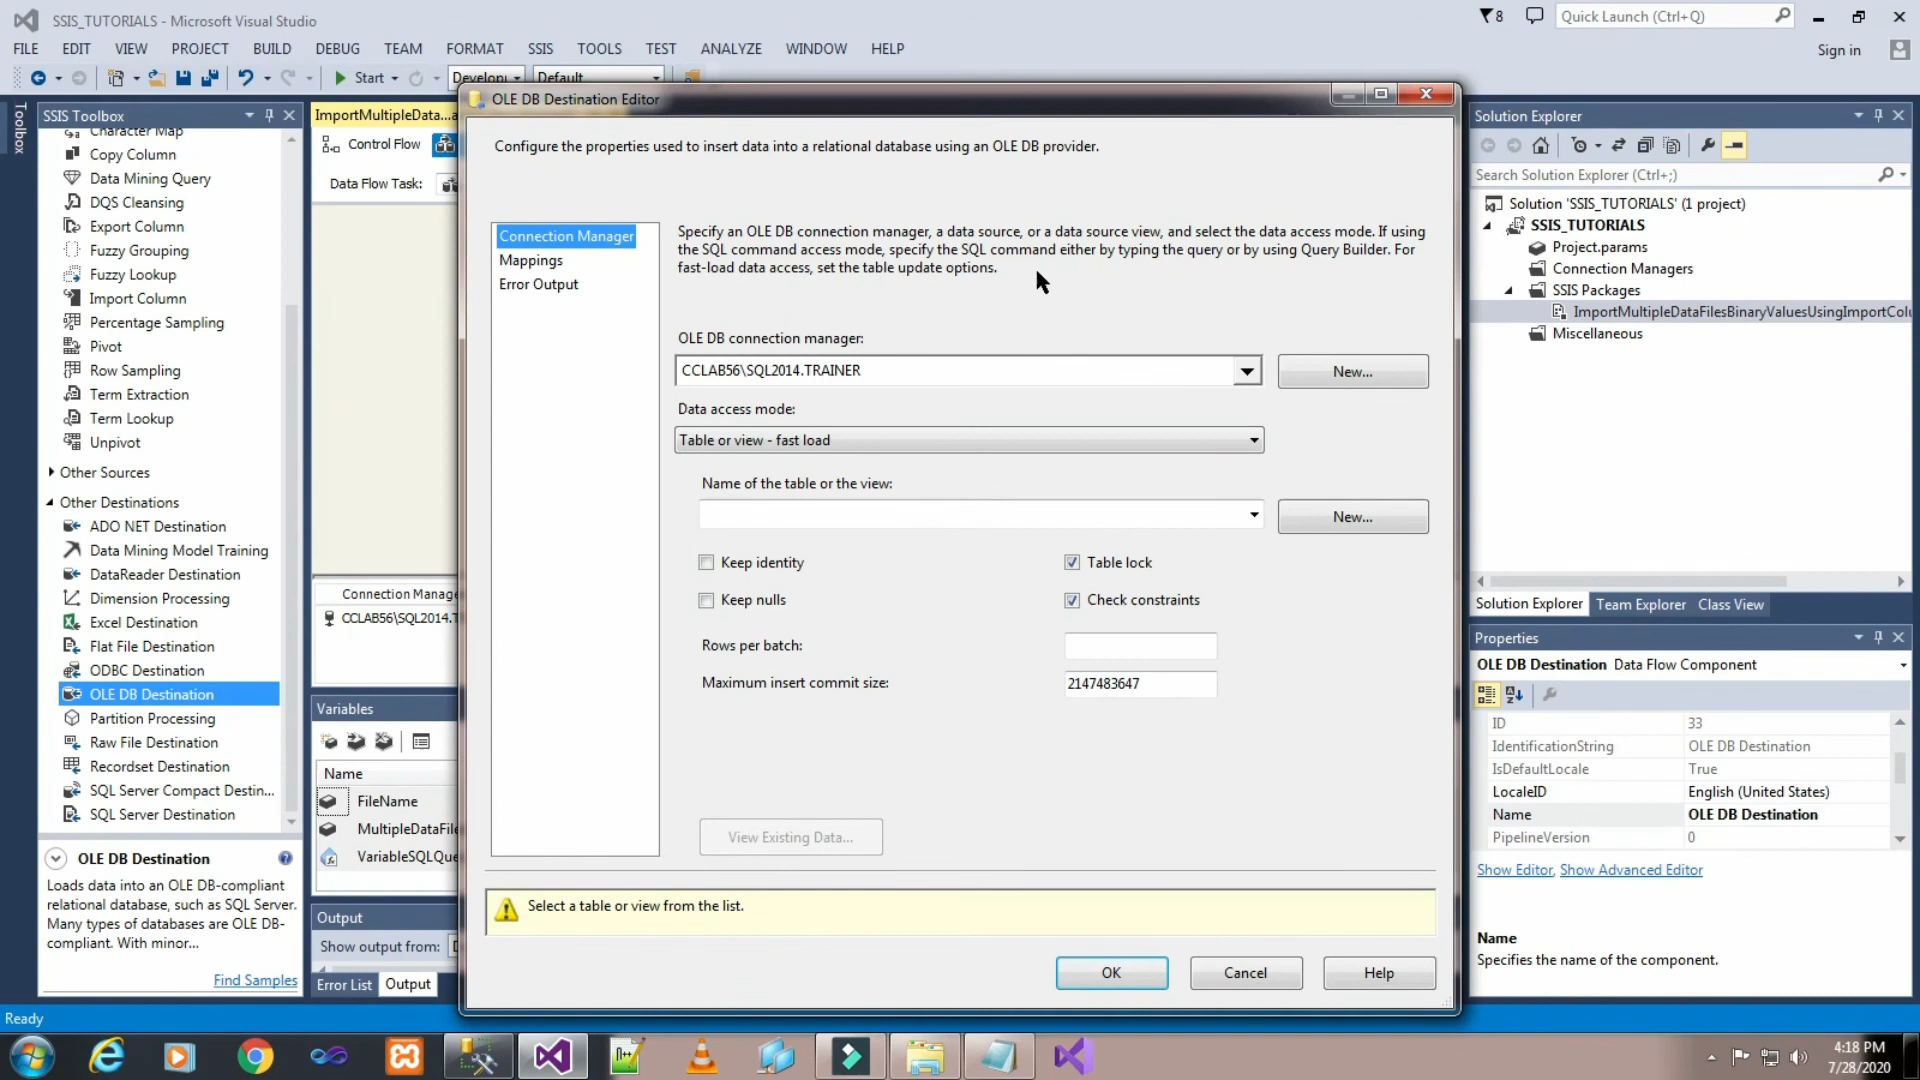 SSIS_TUTORIALS - Microsoft Visual Studio
8
Quick Launch (Ctrl+Q)
FILE EDIT VIEW PROJECT BUILD DEBUG TEAM FORMAT SSIS TOOLS TEST ANALYZE WINDOW HELP
Sign in
Start
Default
Toolbox
SSIS Toolbox
Character Map
Copy Column
Data Mining Query
DQS Cleansing
Export Column
Fuzzy Grouping
Fuzzy Lookup
Import Column
Percentage Sampling
Pivot
Row Sampling
Term Extraction
Term Lookup
Unpivot
Other Sources
Other Destinations
ADO NET Destination
Data Mining Model Training
DataReader Destination
Dimension Processing
Excel Destination
Flat File Destination
ODBC Destination
OLE DB Destination
Partition Processing
Raw File Destination
Recordset Destination
SQL Server Compact Destin...
SQL Server Destination
OLE DB Destination
Loads data into an OLE DB-compliant
relational database, such as SQL Server.
Many types of databases are OLE DB-
compliant. With minor...
Find Samples
ImportMultipleData...
Control Flow
Data Flow Task:
Connection Manage
CCLAB56\SQL2014.T
Variables
Name
FileName
MultipleDataFile
VariableSQLQue
Output
Show output from:
Error List Output
OLE DB Destination Editor
Configure the properties used to insert data into a relational database using an OLE DB provider.
Connection Manager
Mappings
Error Output
Specify an OLE DB connection manager, a data source, or a data source view, and select the data access mode. If using
the SQL command access mode, specify the SQL command either by typing the query or by using Query Builder. For
fast-load data access, set the table update options.
OLE DB connection manager:
CCLAB56\SQL2014.TRAINER
New...
Data access mode:
Table or view - fast load
Name of the table or the view:
New...
Keep identity
Table lock
Keep nulls
Check constraints
Rows per batch:
Maximum insert commit size:
2147483647
View Existing Data...
Select a table or view from the list.
OK
Cancel
Help
Solution Explorer
Search Solution Explorer (Ctrl+;)
Solution 'SSIS_TUTORIALS' (1 project)
SSIS_TUTORIALS
Project.params
Connection Managers
SSIS Packages
ImportMultipleDataFilesBinaryValuesUsingImportColu
Miscellaneous
Solution Explorer Team Explorer Class View
Properties
OLE DB Destination Data Flow Component
ID 33
IdentificationString OLE DB Destination
IsDefaultLocale True
LocaleID English (United States)
Name OLE DB Destination
PipelineVersion 0
Show Editor, Show Advanced Editor
Name
Specifies the name of the component.
Ready
4:18 PM
7/28/2020